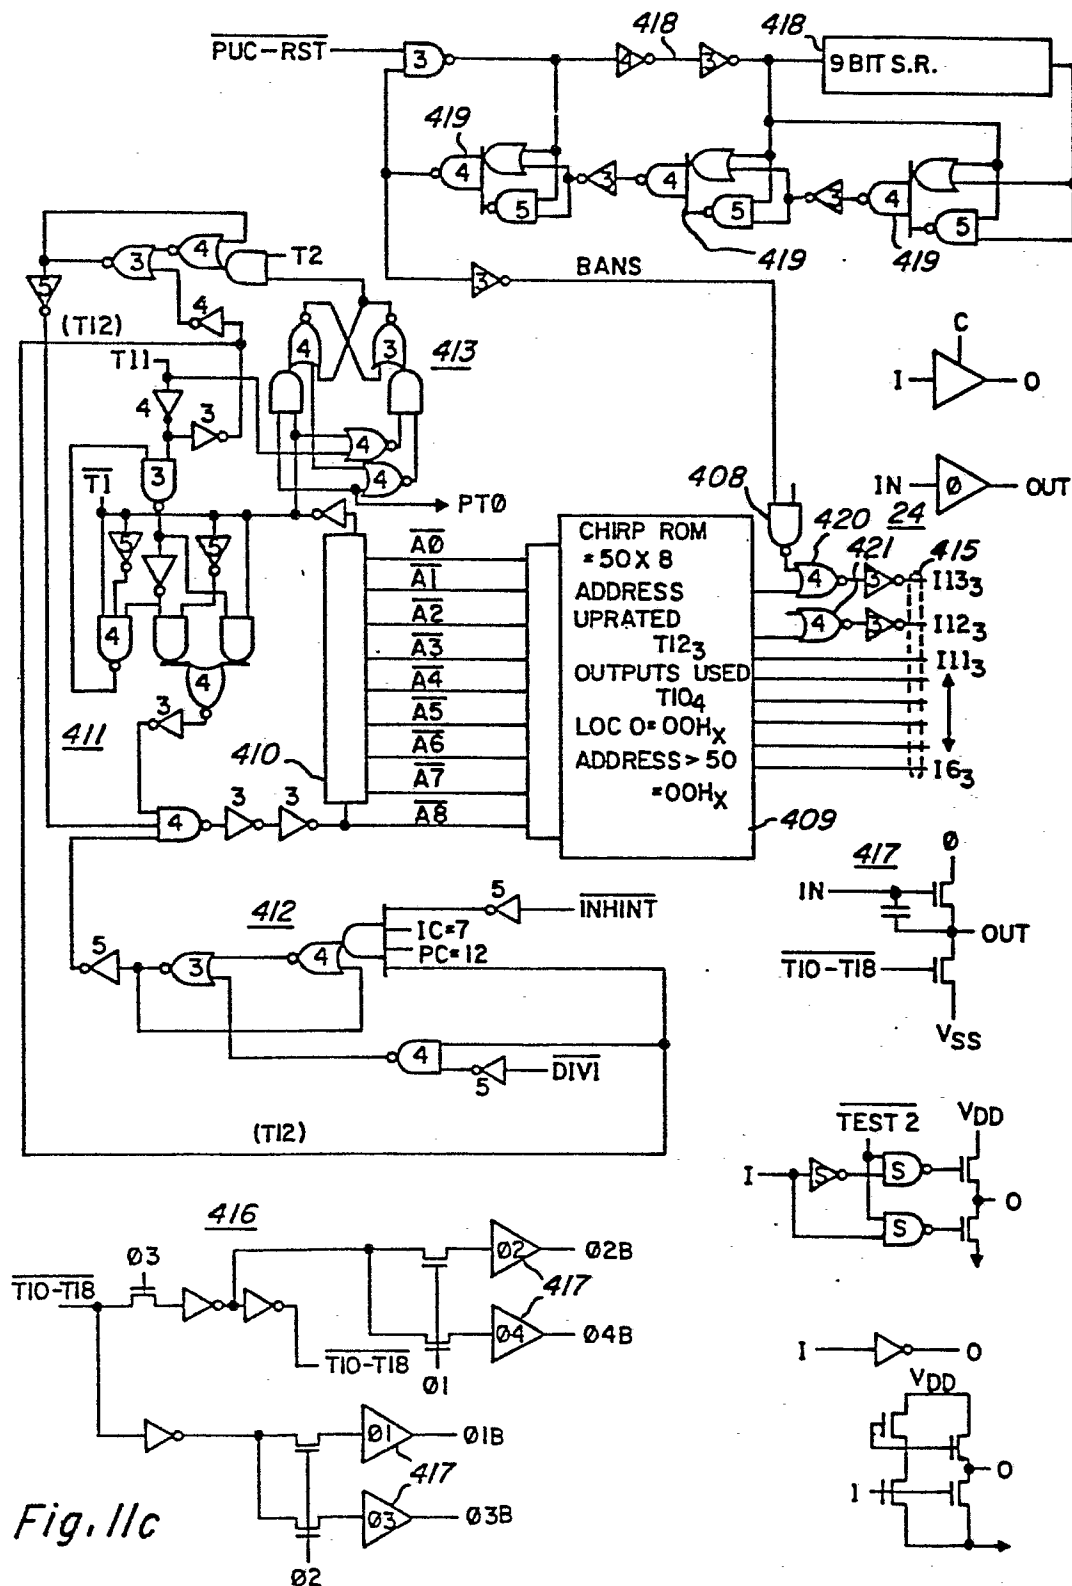 PUC-RST
3
4
418
3
418
9 BIT S.R.
419
4
5
3
4
5
3
4
5
419
419
3
BANS
T2
4
3
5
4
(T12)
T11
4
3
4
3
413
4
4
3
T1
PT0
5
5
4
4
3
411
410
A0
A1
A2
A3
A4
A5
A6
A7
A8
CHIRP ROM
=50 X 8
ADDRESS
UPRATED
T12₃
OUTPUTS USED
T10₄
LOC 0=00Hₓ
ADDRESS>50
=00Hₓ
409
408
420
421
24
415
4
3
I13₃
4
3
I12₃
I11₃
I6₃
C
I
O
IN
Ø
OUT
4
3
3
412
5
INHINT
IC=7
PC=12
5
3
4
4
5
DIV1
(T12)
417
Ø
IN
OUT
T10-T18
VSS
TEST 2
VDD
I
S
S
S
O
416
Ø3
T10-T18
Ø2
Ø2B
417
Ø4
Ø4B
T10-T18
Ø1
Ø1
Ø1B
417
Ø3
Ø3B
Ø2
I
O
VDD
O
I
Fig. 11c